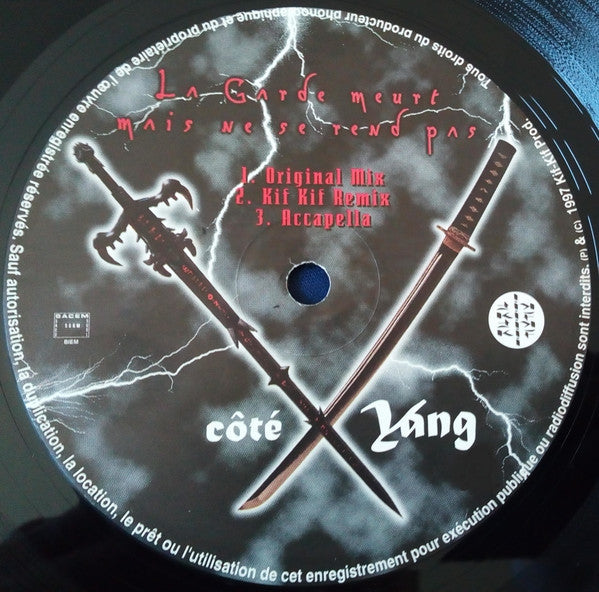 La Garde meurt
mais ne se rend pas
1. Original Mix
2. Kif Kif Remix
3. Accapella
SACEM
BIEM
côté Yáng
Tous droits du producteur phonographique et du propriétaire de l'œuvre enregistrée réservés. Sauf autorisation, la duplication, la location, le prêt ou l'utilisation de cet enregistrement pour exécution publique ou radiodiffusion sont interdits. (P) & (C) 1997 Kif-Kif Prod.